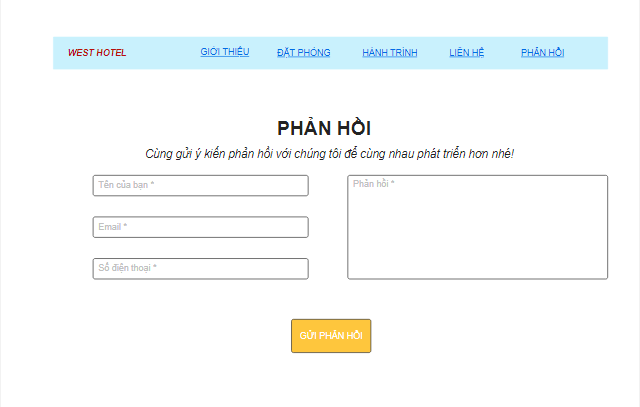 WEST HOTEL GIỚI THIỆU ĐẶT PHÒNG HÀNH TRÌNH LIÊN HỆ PHẢN HỒI
PHẢN HỒI
Cùng gửi ý kiến phản hồi với chúng tôi để cùng nhau phát triển hơn nhé!
Tên của bạn *
Email *
Số điện thoại *
Phản hồi *
GỬI PHẢN HỒI